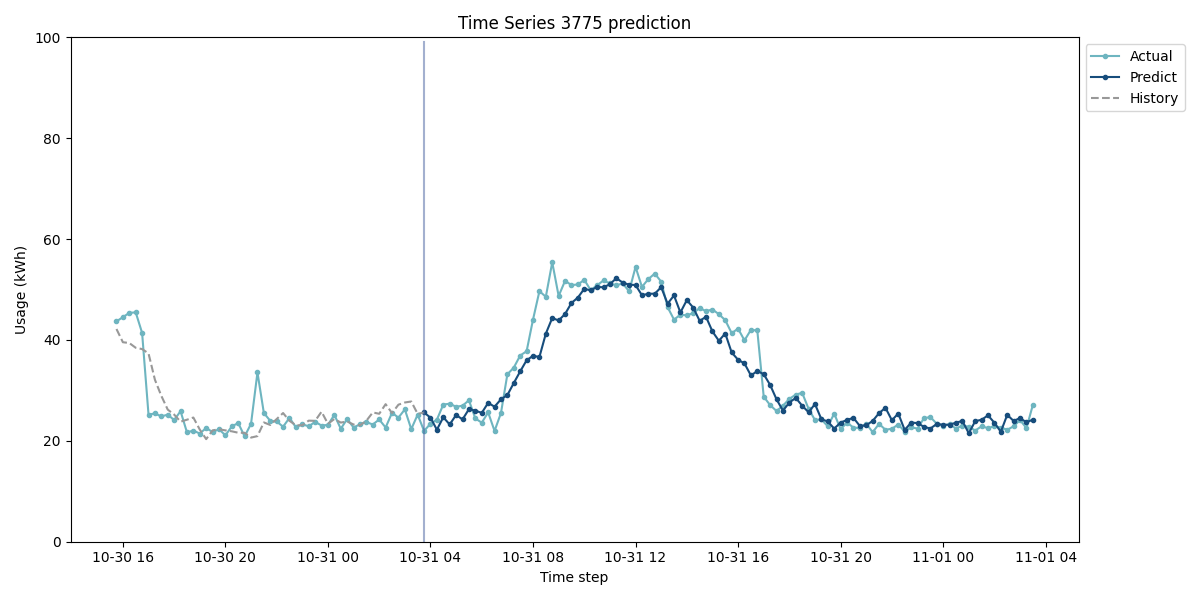 Time Series 3775 prediction
Usage (kWh)
100
80
60
40
20
0
10-30 16
10-30 20
10-31 00
10-31 04
10-31 08
10-31 12
10-31 16
10-31 20
11-01 00
11-01 04
Time step
Actual
Predict
History